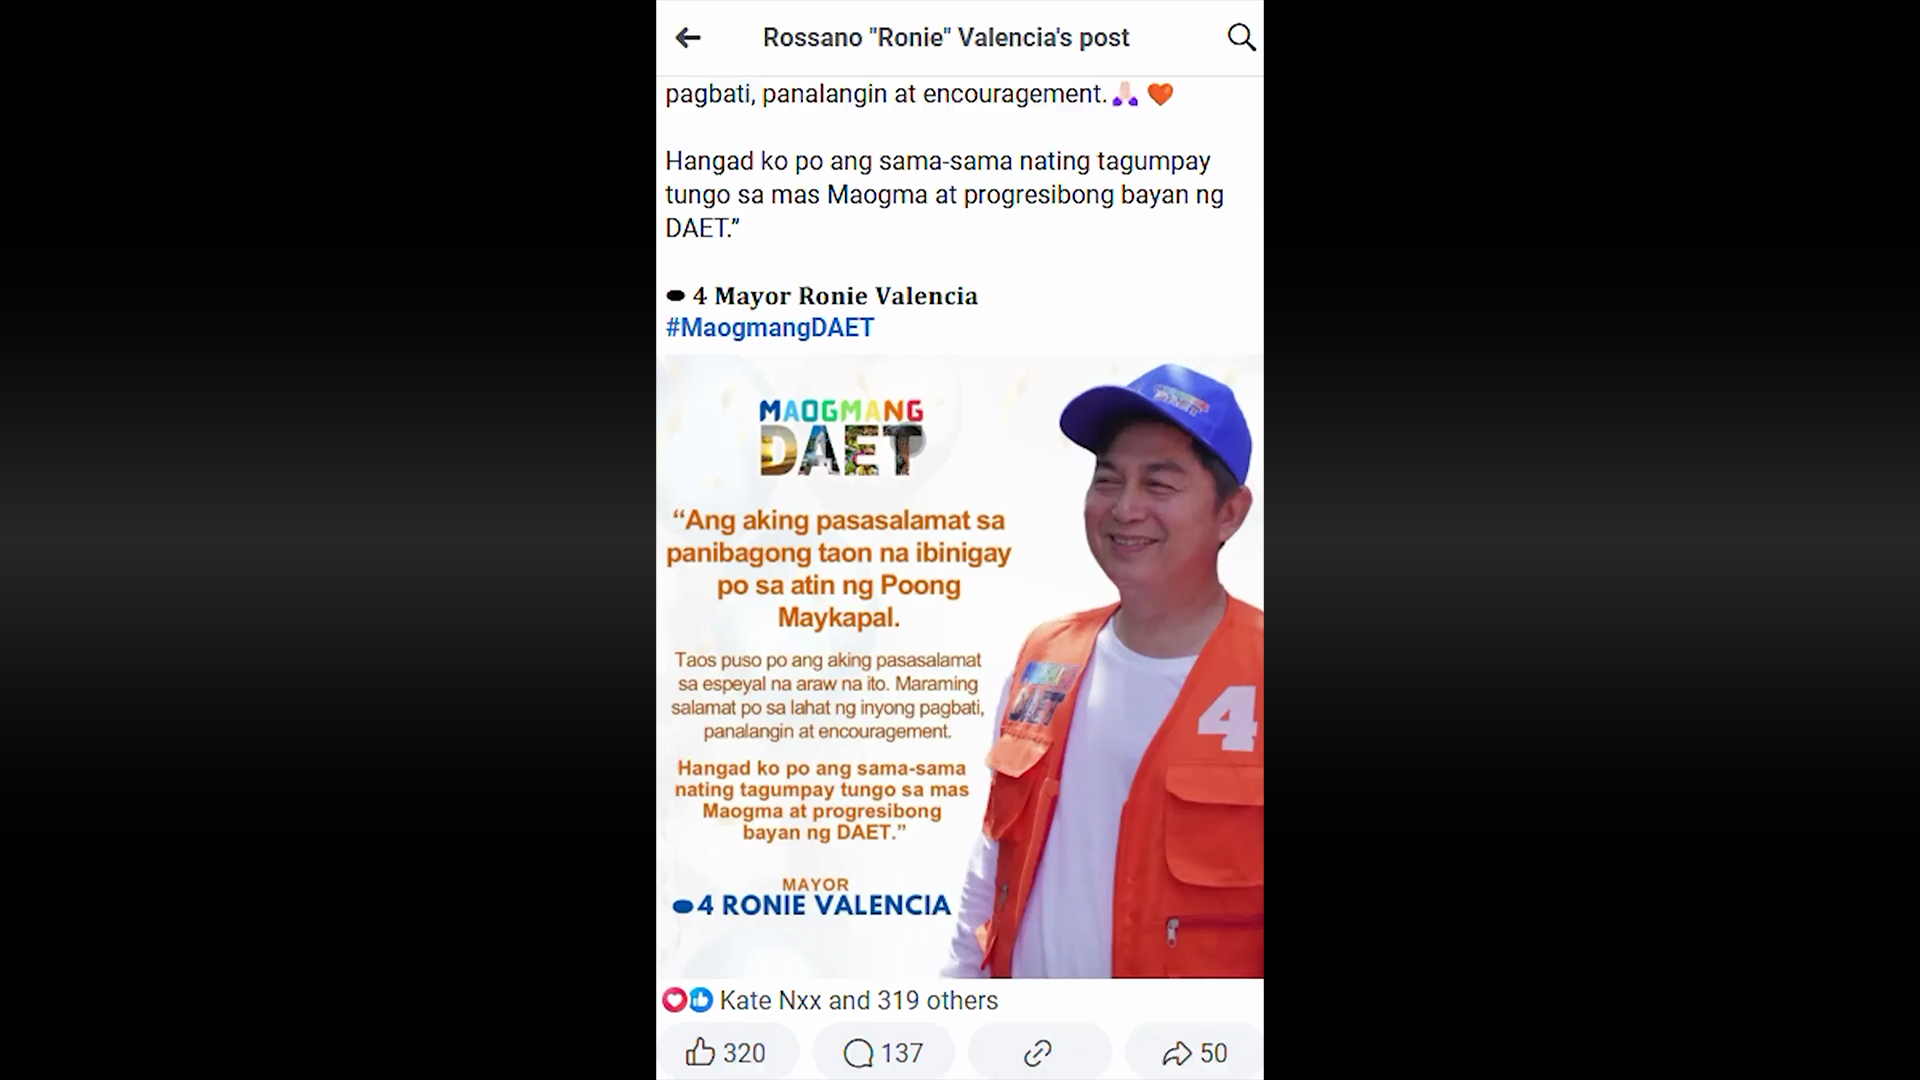 Rossano "Ronie" Valencia's post
pagbati, panalangin at encouragement.🙏🏻 🧡
Hangad ko po ang sama-sama nating tagumpay
tungo sa mas Maogma at progresibong bayan ng
DAET.”
⬬ 4 Mayor Ronie Valencia
#MaogmangDAET
MAOGMANG
DAET
“Ang aking pasasalamat sa
panibagong taon na ibinigay
po sa atin ng Poong
Maykapal.
Taos puso po ang aking pasasalamat
sa espeyal na araw na ito. Maraming
salamat po sa lahat ng inyong pagbati,
panalangin at encouragement.
Hangad ko po ang sama-sama
nating tagumpay tungo sa mas
Maogma at progresibong
bayan ng DAET.”
MAYOR
⬬4 RONIE VALENCIA
4
Kate Nxx and 319 others
320
137
50